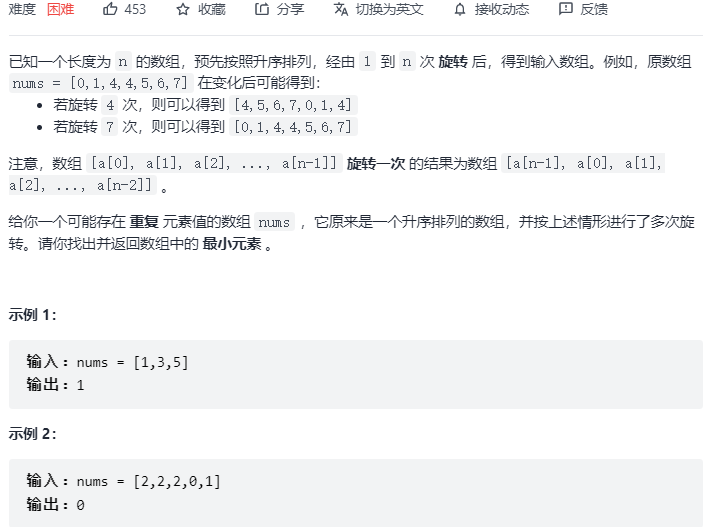 难度 困难 453 收藏 分享 切换为英文 接收动态 反馈
已知一个长度为 n 的数组，预先按照升序排列，经由 1 到 n 次 旋转 后，得到输入数组。例如，原数组
nums = [0,1,4,4,5,6,7] 在变化后可能得到：
• 若旋转 4 次，则可以得到 [4,5,6,7,0,1,4]
• 若旋转 7 次，则可以得到 [0,1,4,4,5,6,7]
注意，数组 [a[0], a[1], a[2], ..., a[n-1]] 旋转一次 的结果为数组 [a[n-1], a[0], a[1],
a[2], ..., a[n-2]] 。
给你一个可能存在 重复 元素值的数组 nums ，它原来是一个升序排列的数组，并按上述情形进行了多次旋
转。请你找出并返回数组中的 最小元素 。
示例 1：
输入：nums = [1,3,5]
输出：1
示例 2：
输入：nums = [2,2,2,0,1]
输出：0